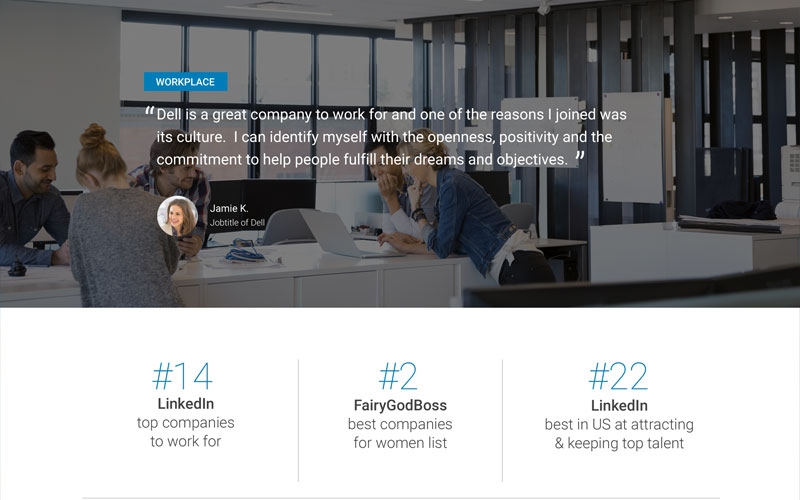 WORKPLACE
“ Dell is a great company to work for and one of the reasons I joined was
its culture.  I can identify myself with the openness, positivity and the
commitment to help people fulfill their dreams and objectives. ”
Jamie K.
Jobtitle of Dell
#14
LinkedIn
top companies
to work for
#2
FairyGodBoss
best companies
for women list
#22
LinkedIn
best in US at attracting
& keeping top talent